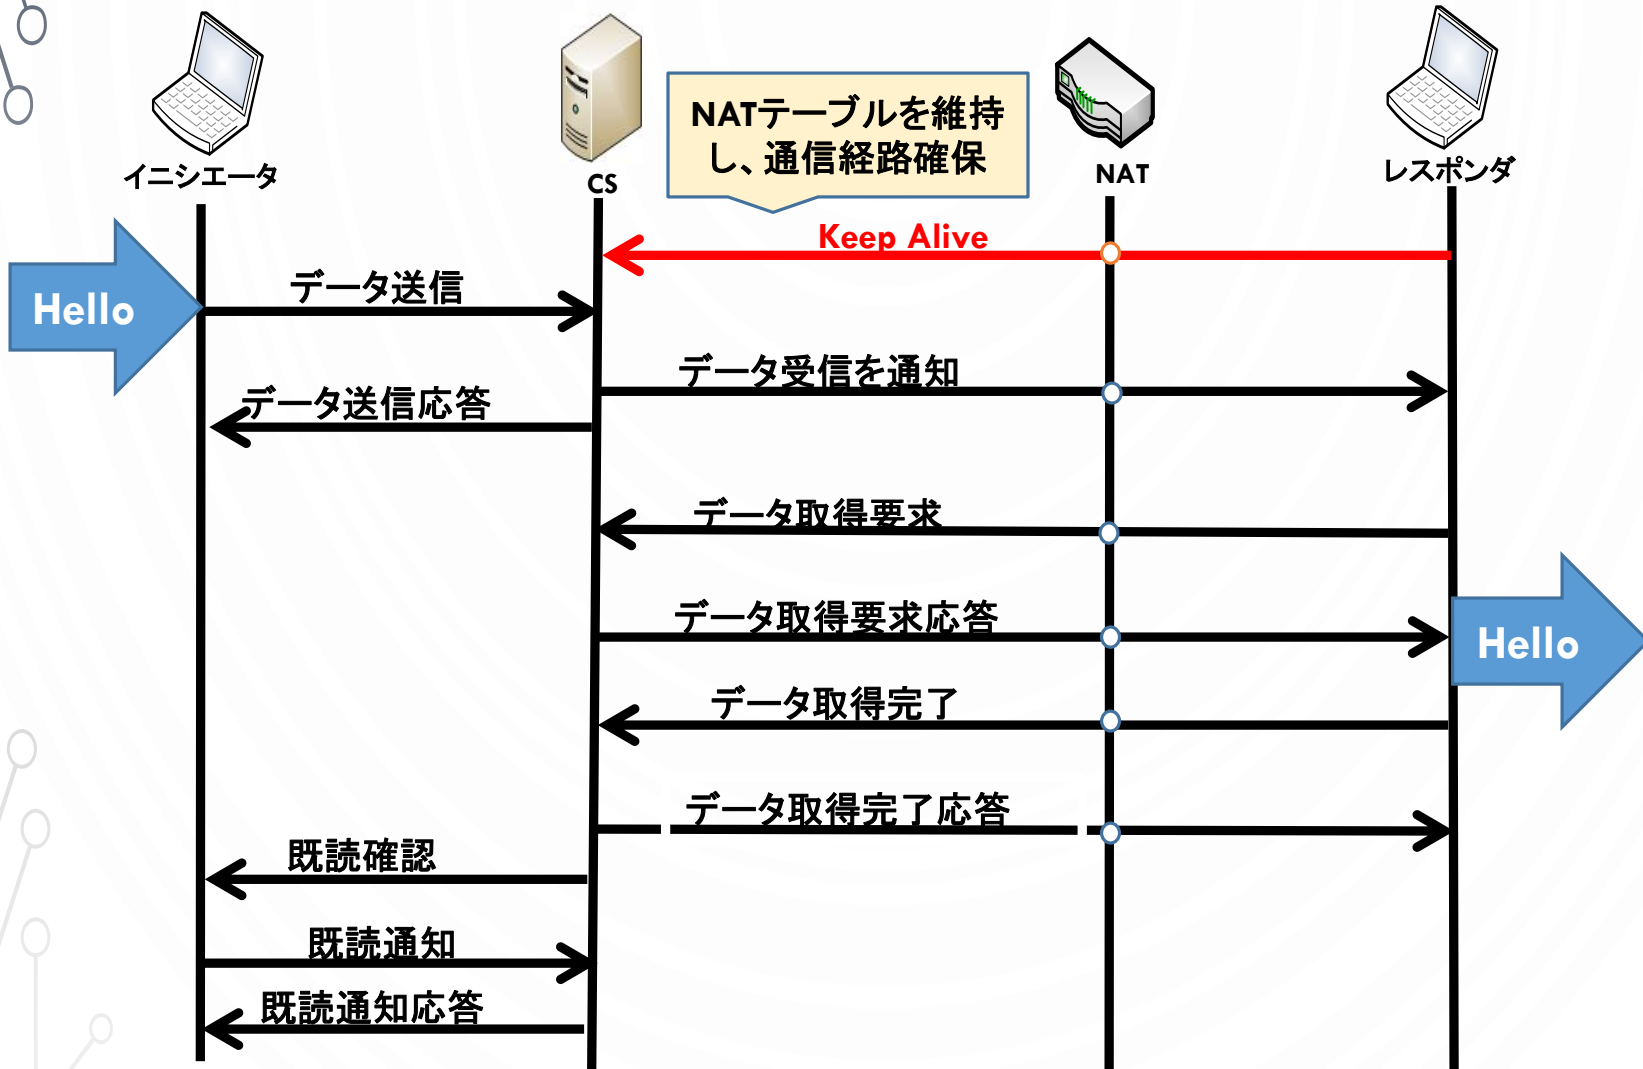 イニシエータ
CS
NATテーブルを維持
し、通信経路確保
NAT
レスポンダ
Keep Alive
Hello
データ送信
データ受信を通知
データ送信応答
データ取得要求
データ取得要求応答
Hello
データ取得完了
データ取得完了応答
既読確認
既読通知
既読通知応答